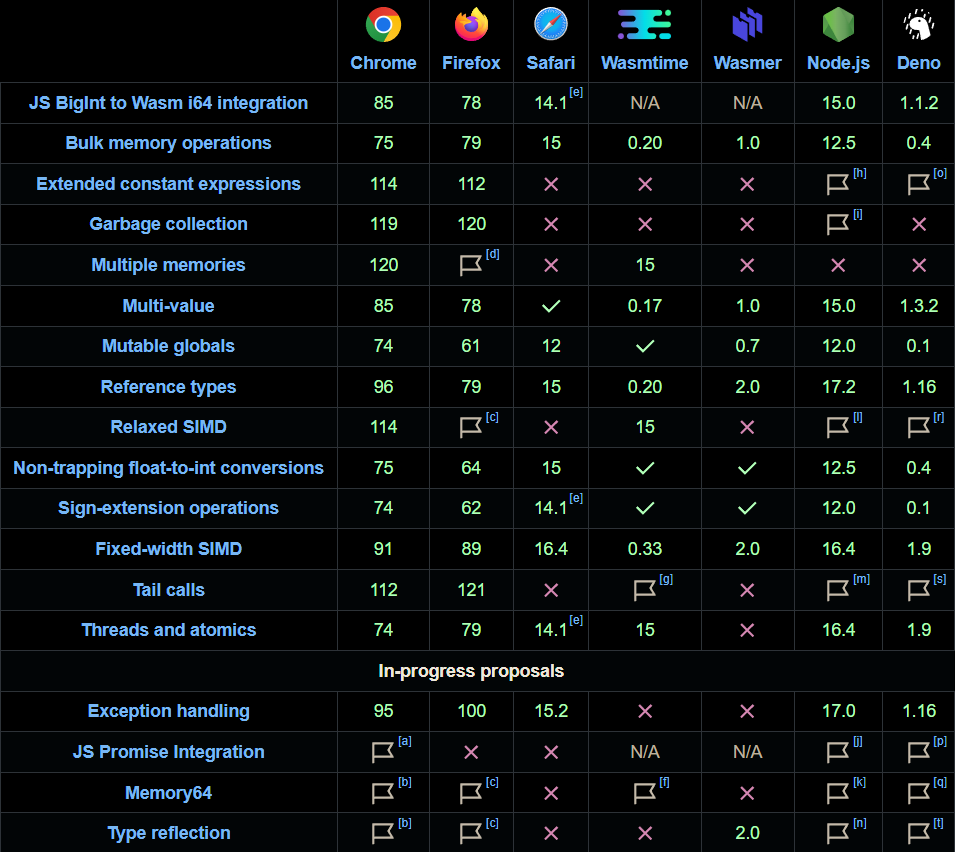 Chrome Firefox Safari Wasmtime Wasmer Node.js Deno
JS BigInt to Wasm i64 integration 85 78 14.1[e] N/A N/A 15.0 1.1.2
Bulk memory operations 75 79 15 0.20 1.0 12.5 0.4
Extended constant expressions 114 112 [h] [o]
Garbage collection 119 120 [i]
Multiple memories 120 [d] 15
Multi-value 85 78 0.17 1.0 15.0 1.3.2
Mutable globals 74 61 12 0.7 12.0 0.1
Reference types 96 79 15 0.20 2.0 17.2 1.16
Relaxed SIMD 114 [c] 15 [l] [r]
Non-trapping float-to-int conversions 75 64 15 12.5 0.4
Sign-extension operations 74 62 14.1[e] 12.0 0.1
Fixed-width SIMD 91 89 16.4 0.33 2.0 16.4 1.9
Tail calls 112 121 [g] [m] [s]
Threads and atomics 74 79 14.1[e] 15 16.4 1.9
In-progress proposals
Exception handling 95 100 15.2 17.0 1.16
JS Promise Integration [a] N/A N/A [j] [p]
Memory64 [b] [c] [f] [k] [q]
Type reflection [b] [c] 2.0 [n] [t]